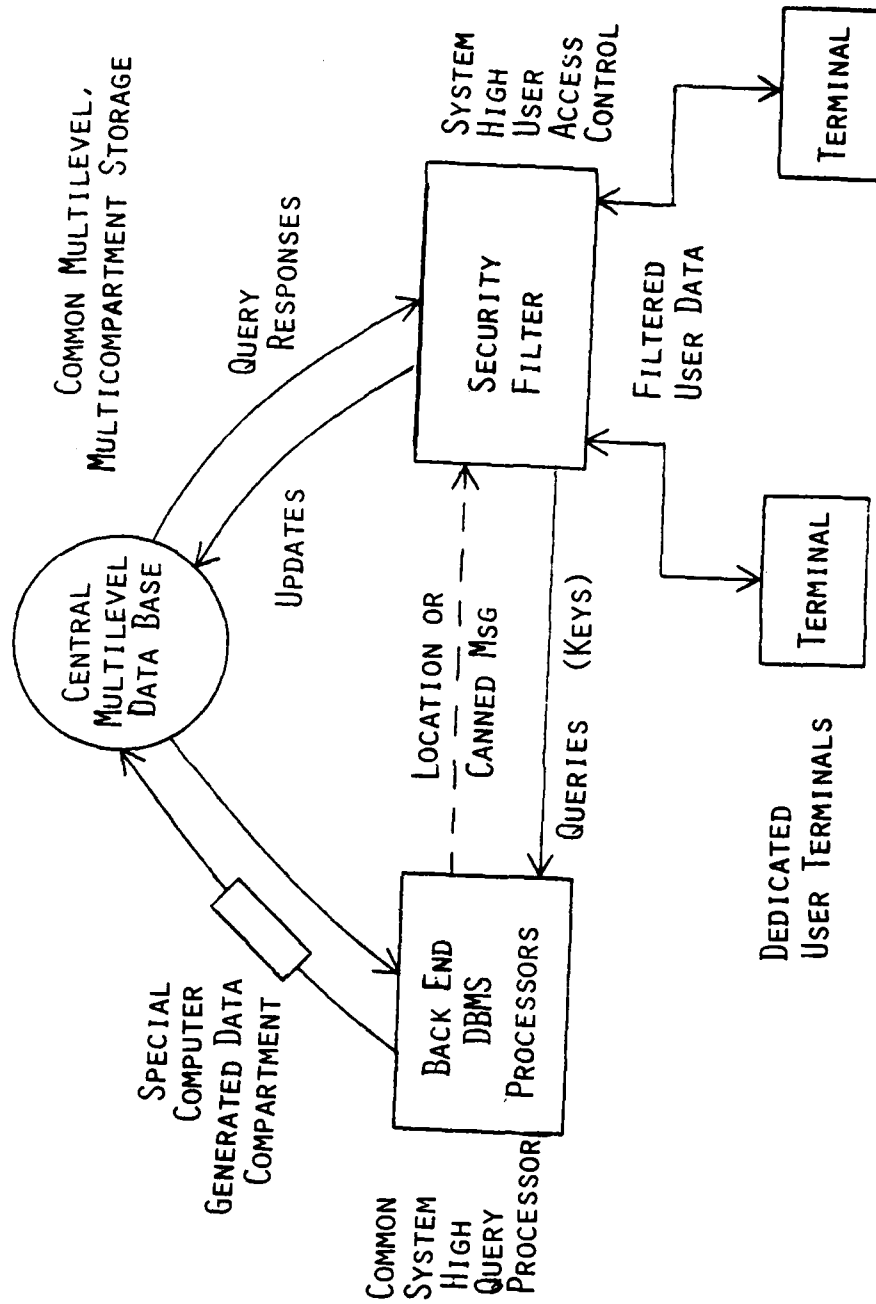 COMMON MULTILEVEL,
MULTICOMPARTMENT STORAGE
CENTRAL
MULTILEVEL
DATA BASE
SPECIAL
COMPUTER
GENERATED DATA
COMPARTMENT
UPDATES
QUERY
RESPONSES
COMMON
SYSTEM
HIGH
QUERY
PROCESSOR
BACK END
DBMS
PROCESSORS
LOCATION OR
CANNED MSG
QUERIES (KEYS)
SECURITY
FILTER
SYSTEM
HIGH
USER
ACCESS
CONTROL
FILTERED
USER DATA
DEDICATED
USER TERMINALS
TERMINAL
TERMINAL